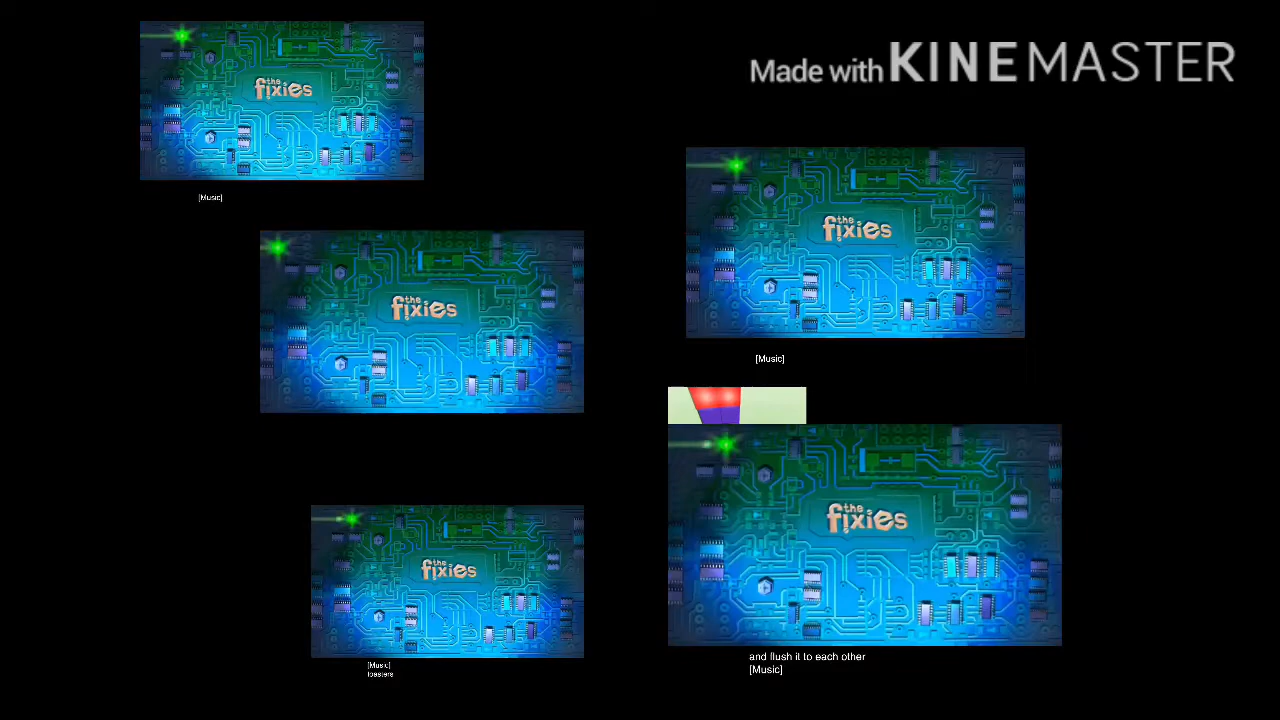 Made with KINEMASTER
the
fixies
[Music]
the
fixies
[Music]
the
fixies
the
fixies
[Music]
toasters
the
fixies
and flush it to each other
[Music]